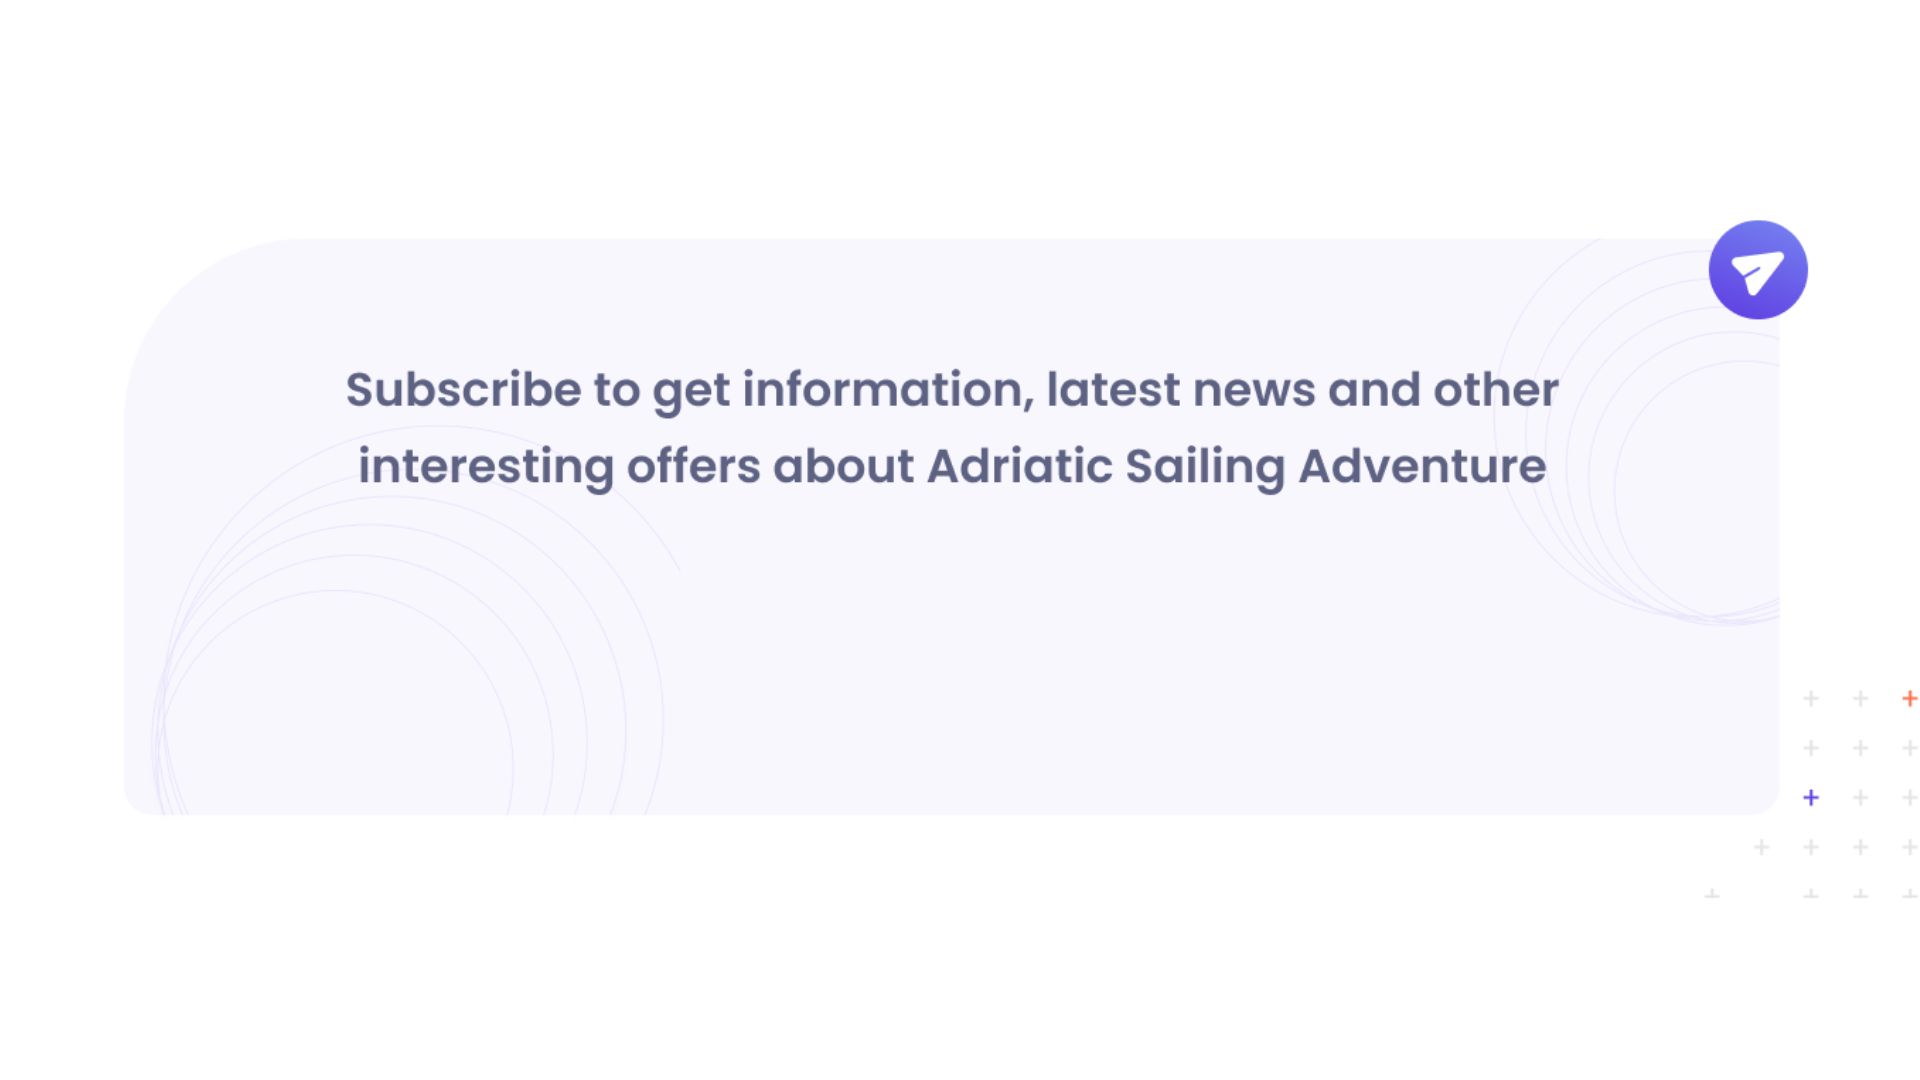 Subscribe to get information, latest news and other
interesting offers about Adriatic Sailing Adventure